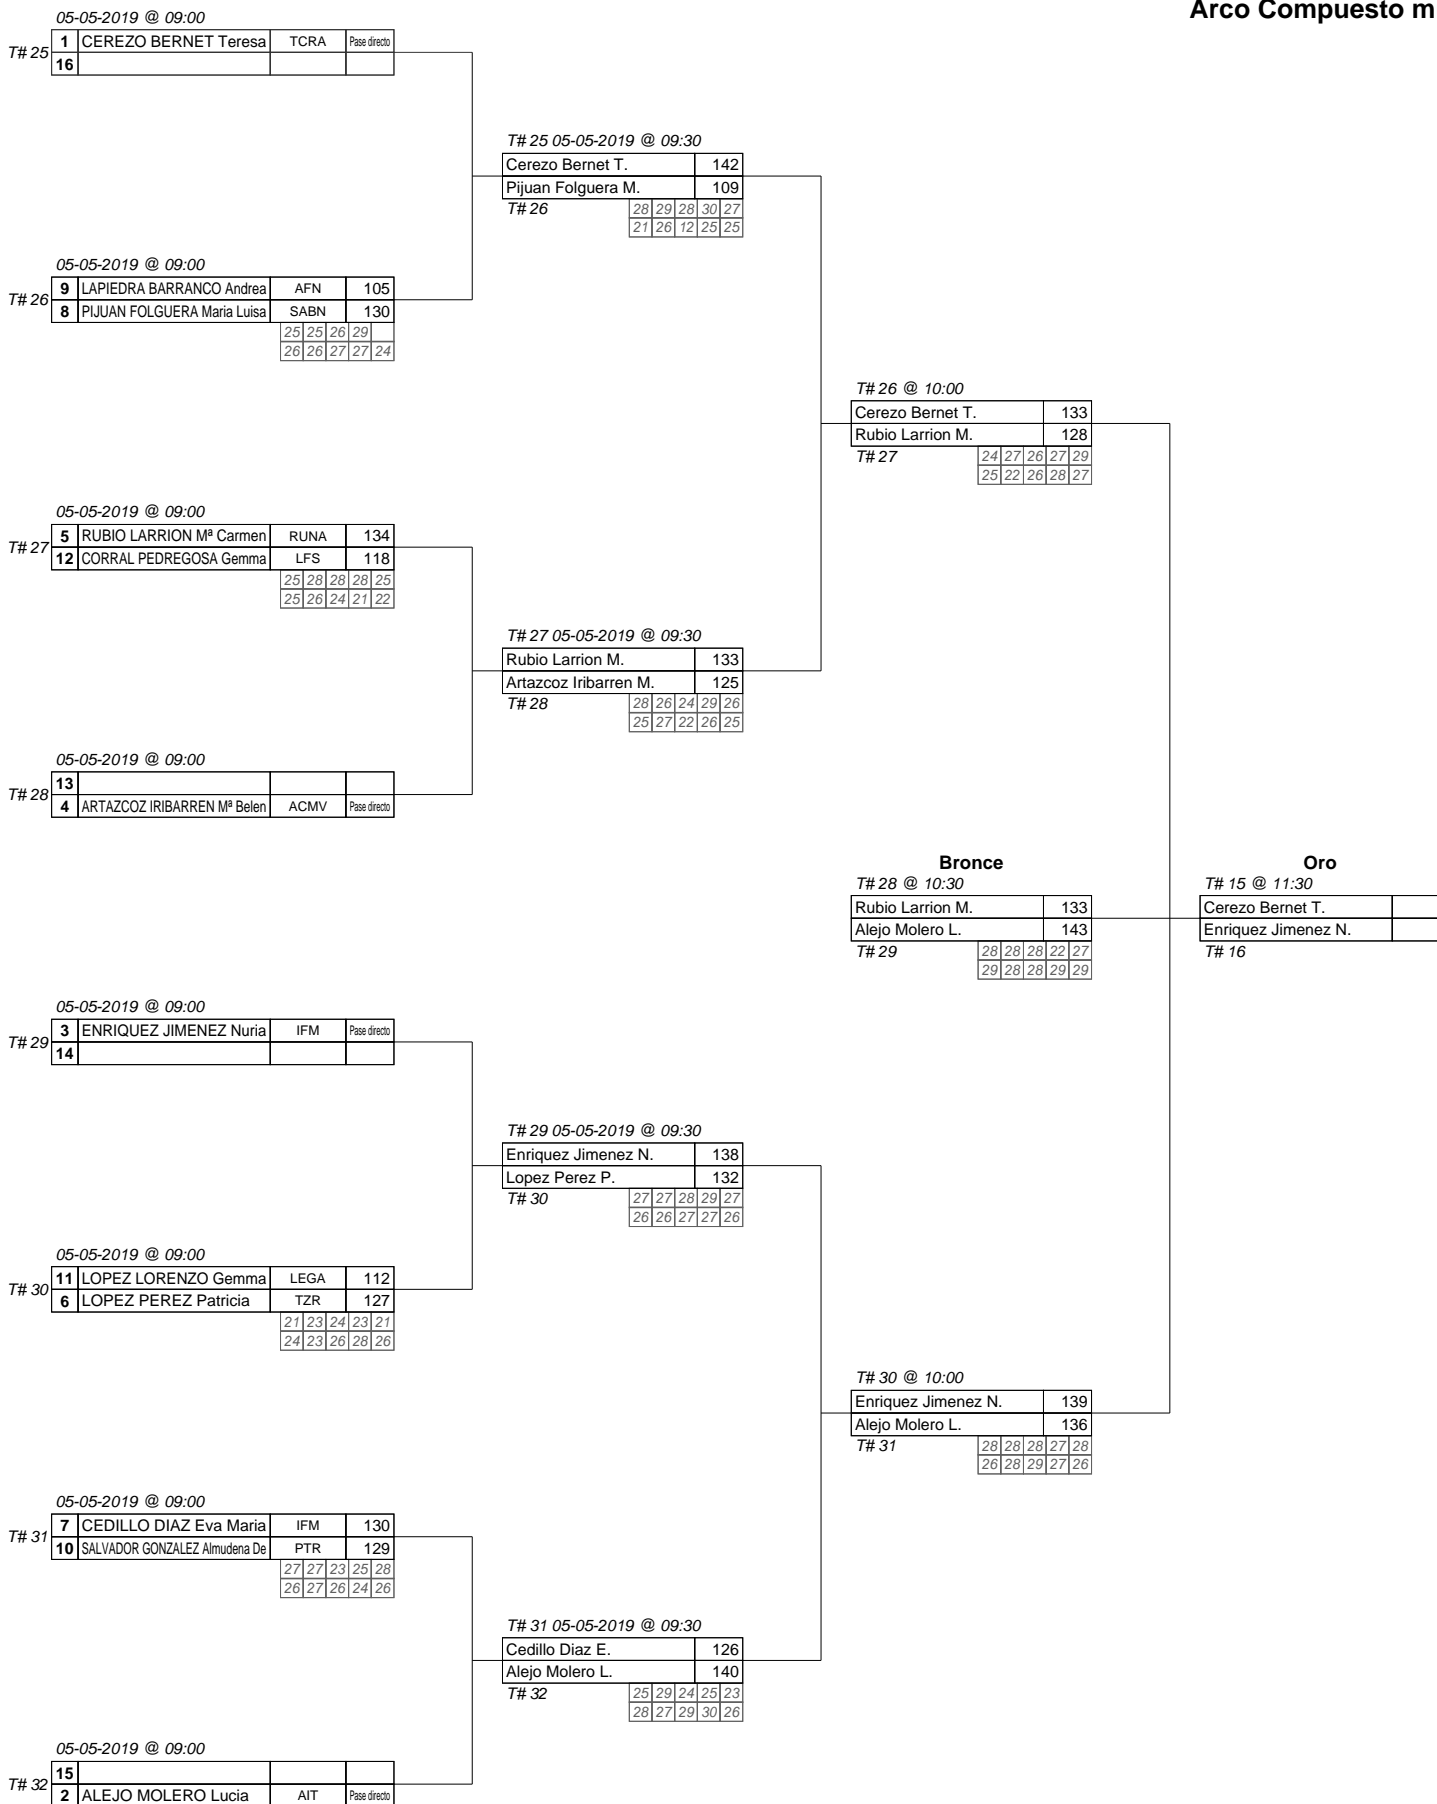 Arco Compuesto m
05-05-2019 @ 09:00
T# 25
1 CEREZO BERNET Teresa TCRA Pase directo
16
T# 25 05-05-2019 @ 09:30
Cerezo Bernet T. 142
Pijuan Folguera M. 109
T# 26 28 29 28 30 27
21 26 12 25 25
05-05-2019 @ 09:00
T# 26
9 LAPIEDRA BARRANCO Andrea AFN 105
8 PIJUAN FOLGUERA Maria Luisa SABN 130
25 25 26 29
26 26 27 27 24
T# 26 @ 10:00
Cerezo Bernet T. 133
Rubio Larrion M. 128
T# 27 24 27 26 27 29
25 22 26 28 27
05-05-2019 @ 09:00
T# 27
5 RUBIO LARRION Mª Carmen RUNA 134
12 CORRAL PEDREGOSA Gemma LFS 118
25 28 28 28 25
25 26 24 21 22
T# 27 05-05-2019 @ 09:30
Rubio Larrion M. 133
Artazcoz Iribarren M. 125
T# 28 28 26 24 29 26
25 27 22 26 25
05-05-2019 @ 09:00
T# 28
13
4 ARTAZCOZ IRIBARREN Mª Belen ACMV Pase directo
Bronce
T# 28 @ 10:30
Rubio Larrion M. 133
Alejo Molero L. 143
T# 29 28 28 28 22 27
29 28 28 29 29
Oro
T# 15 @ 11:30
Cerezo Bernet T.
Enriquez Jimenez N.
T# 16
05-05-2019 @ 09:00
T# 29
3 ENRIQUEZ JIMENEZ Nuria IFM Pase directo
14
T# 29 05-05-2019 @ 09:30
Enriquez Jimenez N. 138
Lopez Perez P. 132
T# 30 27 27 28 29 27
26 26 27 27 26
05-05-2019 @ 09:00
T# 30
11 LOPEZ LORENZO Gemma LEGA 112
6 LOPEZ PEREZ Patricia TZR 127
21 23 24 23 21
24 23 26 28 26
T# 30 @ 10:00
Enriquez Jimenez N. 139
Alejo Molero L. 136
T# 31 28 28 28 27 28
26 28 29 27 26
05-05-2019 @ 09:00
T# 31
7 CEDILLO DIAZ Eva Maria IFM 130
10 SALVADOR GONZALEZ Almudena De PTR 129
27 27 23 25 28
26 27 26 24 26
T# 31 05-05-2019 @ 09:30
Cedillo Diaz E. 126
Alejo Molero L. 140
T# 32 25 29 24 25 23
28 27 29 30 26
05-05-2019 @ 09:00
T# 32
15
2 ALEJO MOLERO Lucia AIT Pase directo